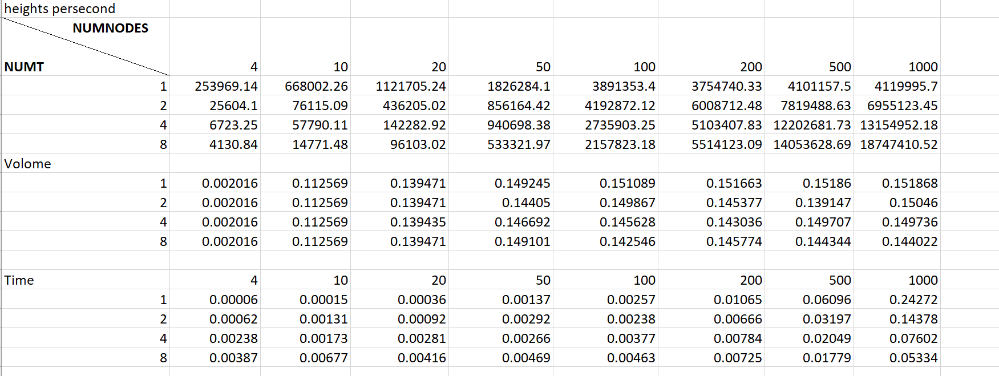 heights persecond
NUMNODES
NUMT 4 10 20 50 100 200 500 1000
1 253969.14 668002.26 1121705.24 1826284.1 3891353.4 3754740.33 4101157.5 4119995.7
2 25604.1 76115.09 436205.02 856164.42 4192872.12 6008712.48 7819488.63 6955123.45
4 6723.25 57790.11 142282.92 940698.38 2735903.25 5103407.83 12202681.73 13154952.18
8 4130.84 14771.48 96103.02 533321.97 2157823.18 5514123.09 14053628.69 18747410.52
Volome
1 0.002016 0.112569 0.139471 0.149245 0.151089 0.151663 0.15186 0.151868
2 0.002016 0.112569 0.139471 0.14405 0.149867 0.145377 0.139147 0.15046
4 0.002016 0.112569 0.139435 0.146692 0.145628 0.143036 0.149707 0.149736
8 0.002016 0.112569 0.139471 0.149101 0.142546 0.145774 0.144344 0.144022
Time 4 10 20 50 100 200 500 1000
1 0.00006 0.00015 0.00036 0.00137 0.00257 0.01065 0.06096 0.24272
2 0.00062 0.00131 0.00092 0.00292 0.00238 0.00666 0.03197 0.14378
4 0.00238 0.00173 0.00281 0.00266 0.00377 0.00784 0.02049 0.07602
8 0.00387 0.00677 0.00416 0.00469 0.00463 0.00725 0.01779 0.05334